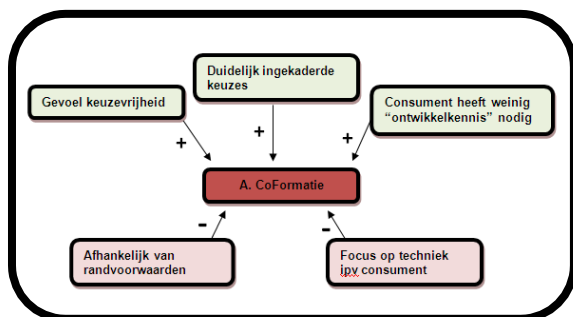 Duidelijk ingekaderde
keuzes
Gevoel keuzevrijheid
Consument heeft weinig
“ontwikkelkennis” nodig
+
+
+
A. CoFormatie
-
-
Afhankelijk van
randvoorwaarden
Focus op techniek
ipv consument